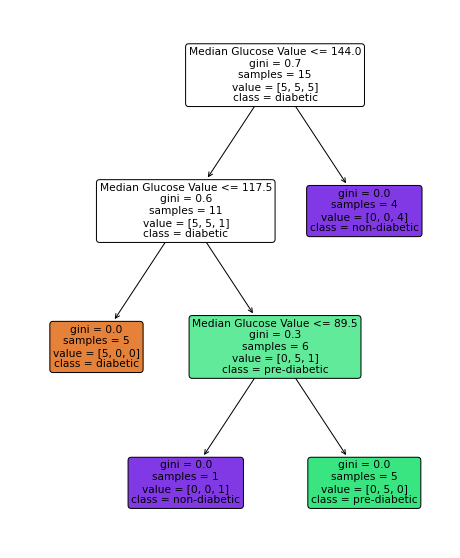 Median Glucose Value <= 144.0
gini = 0.7
samples = 15
value = [5, 5, 5]
class = diabetic
Median Glucose Value <= 117.5
gini = 0.6
samples = 11
value = [5, 5, 1]
class = diabetic
gini = 0.0
samples = 4
value = [0, 0, 4]
class = non-diabetic
gini = 0.0
samples = 5
value = [5, 0, 0]
class = diabetic
Median Glucose Value <= 89.5
gini = 0.3
samples = 6
value = [0, 5, 1]
class = pre-diabetic
gini = 0.0
samples = 1
value = [0, 0, 1]
class = non-diabetic
gini = 0.0
samples = 5
value = [0, 5, 0]
class = pre-diabetic